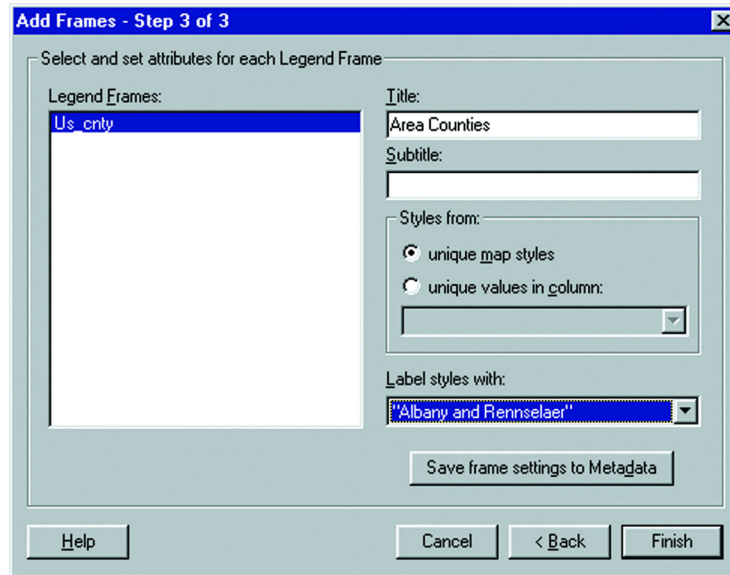 Add Frames - Step 3 of 3
Select and set attributes for each Legend Frame
Legend Frames:
Us_cnty
Title:
Area Counties
Subtitle:
Styles from:
unique map styles
unique values in column:
Label styles with:
"Albany and Rennselaer"
Save frame settings to Metadata
Help
Cancel
< Back
Finish